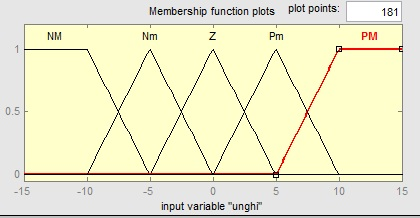 Membership function plots plot points: 181
NM Nm Z Pm PM
1
0.5
0
-15 -10 -5 0 5 10 15
input variable "unghi"